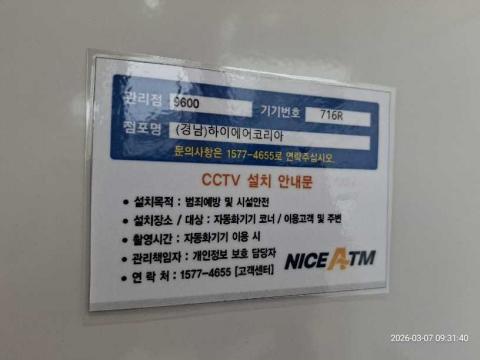 관리점 9600 기기번호 716R
점포명 (경남)하이에어코리아
문의사항은 1577-4655로 연락주십시오.
CCTV 설치 안내문
• 설치목적 : 범죄예방 및 시설안전
• 설치장소 / 대상 : 자동화기기 코너 / 이용고객 및 주변
• 촬영시간 : 자동화기기 이용 시
• 관리책임자 : 개인정보 보호 담당자
• 연 락 처 : 1577-4655 [고객센터]
NICE ATM
2026-03-07 09:31:40